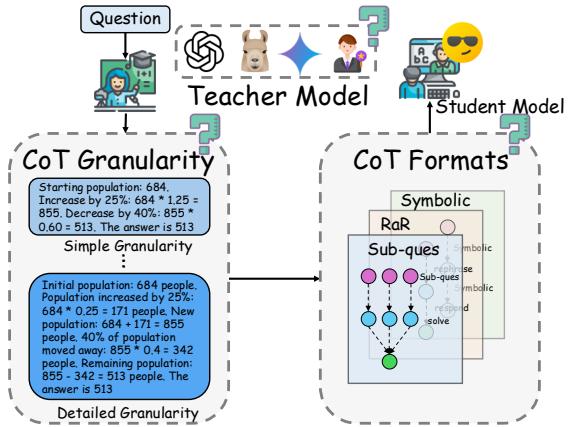 Question
?
Teacher Model
Student Model
?
CoT Granularity
Starting population: 684.
Increase by 25%: 684 * 1.25 =
855. Decrease by 40%: 855 *
0.60 = 513. The answer is 513
Simple Granularity
Initial population: 684 people.
Population increased by 25%:
684 * 0.25 = 171 people. New
population: 684 + 171 = 855
people. 40% of population
moved away: 855 * 0.4 = 342
people. Remaining population:
855 - 342 = 513 people. The
answer is 513
Detailed Granularity
?
CoT Formats
Symbolic
RaR
Sub-ques
Symbolic
rephrase
Sub-ques
Symbolic
respond
solve